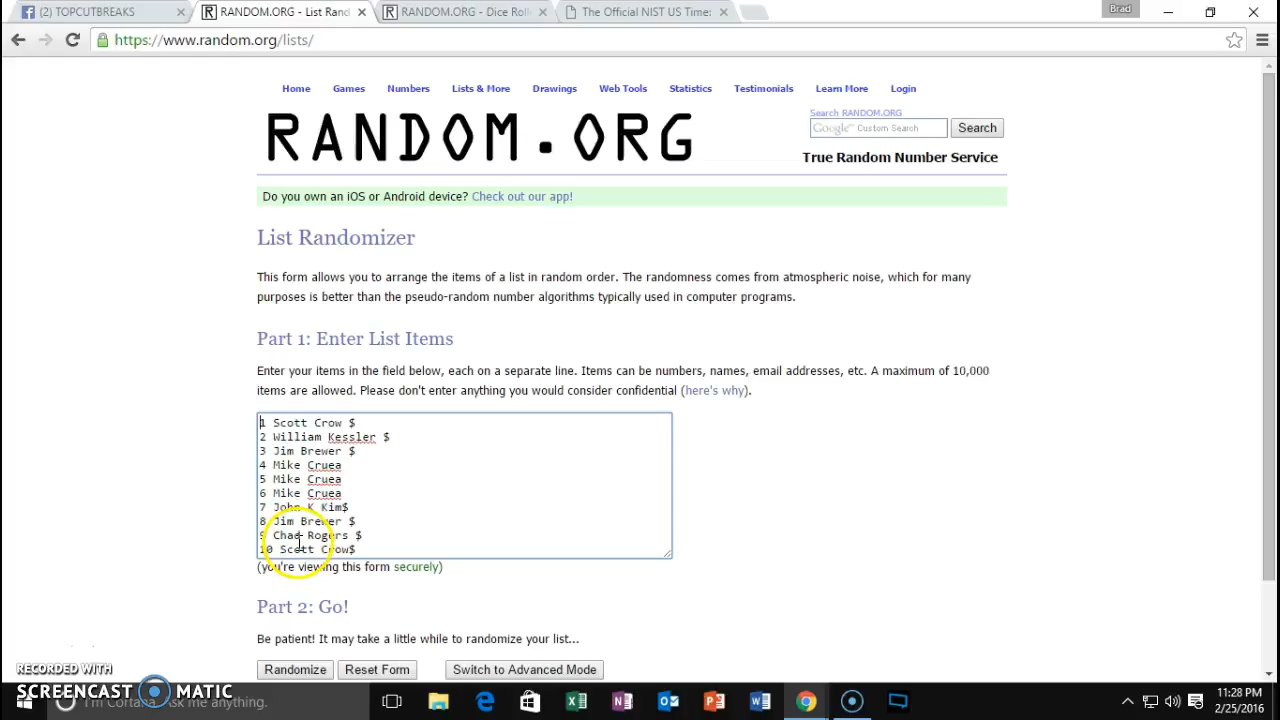 (2) TOPCUTBREAKS
RANDOM.ORG - List Rand
RANDOM.ORG - Dice Roll
The Official NIST US Time:
Brad
https://www.random.org/lists/
Home Games Numbers Lists & More Drawings Web Tools Statistics Testimonials Learn More Login
RANDOM.ORG
Search RANDOM.ORG
Google™ Custom Search
Search
True Random Number Service
Do you own an iOS or Android device? Check out our app!
List Randomizer
This form allows you to arrange the items of a list in random order. The randomness comes from atmospheric noise, which for many
purposes is better than the pseudo-random number algorithms typically used in computer programs.
Part 1: Enter List Items
Enter your items in the field below, each on a separate line. Items can be numbers, names, email addresses, etc. A maximum of 10,000
items are allowed. Please don't enter anything you would consider confidential (here's why).
1 Scott Crow $
2 William Kessler $
3 Jim Brewer $
4 Mike Cruea
5 Mike Cruea
6 Mike Cruea
7 John K Kim$
8 Jim Brewer $
9 Chad Rogers $
10 Scott Crow$
(you're viewing this form securely)
Part 2: Go!
Be patient! It may take a little while to randomize your list...
Randomize Reset Form Switch to Advanced Mode
RECORDED WITH
SCREENCAST MATIC
I'm Cortana. Ask me anything.
11:28 PM
2/25/2016